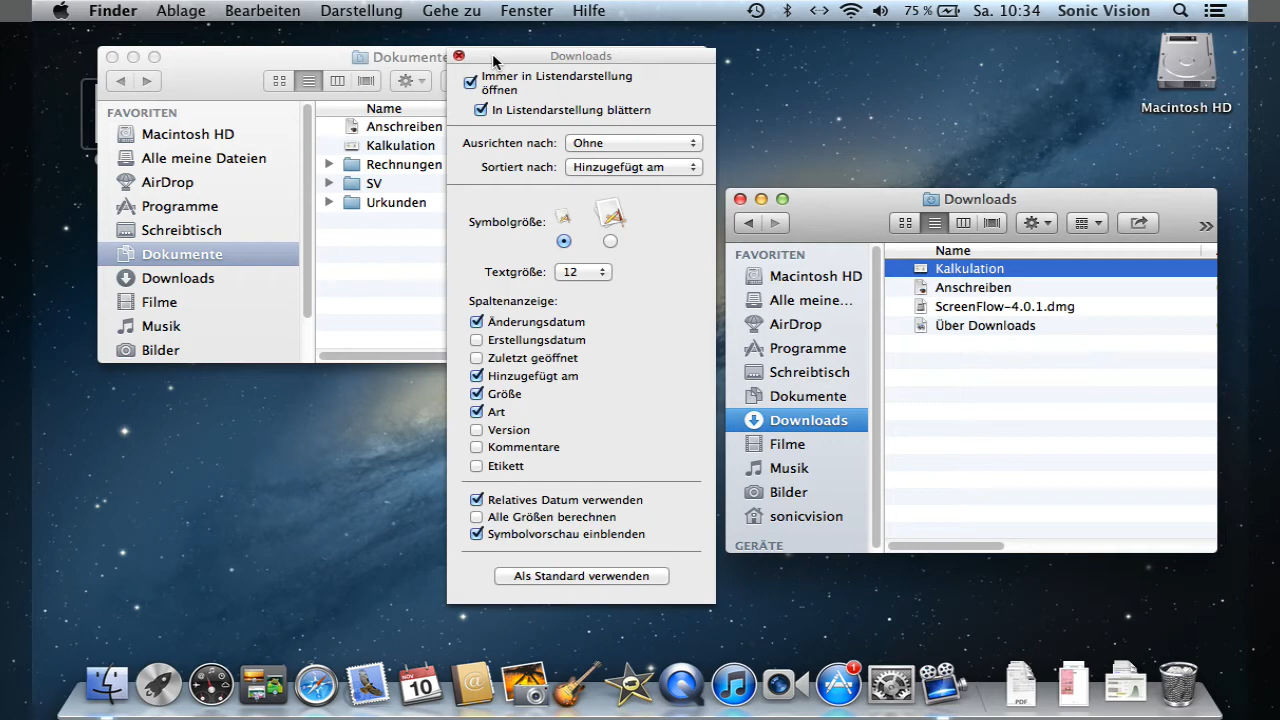 Finder Ablage Bearbeiten Darstellung Gehe zu Fenster Hilfe 75 % Sa. 10:34 Sonic Vision
Macintosh HD
Dokumente
FAVORITEN
Macintosh HD
Alle meine Dateien
AirDrop
Programme
Schreibtisch
Dokumente
Downloads
Filme
Musik
Bilder
Name
Anschreiben
Kalkulation
Rechnungen
SV
Urkunden
Downloads
Immer in Listendarstellung
öffnen
In Listendarstellung blättern
Ausrichten nach: Ohne
Sortiert nach: Hinzugefügt am
Symbolgröße:
Textgröße: 12
Spaltenanzeige:
Änderungsdatum
Erstellungsdatum
Zuletzt geöffnet
Hinzugefügt am
Größe
Art
Version
Kommentare
Etikett
Relatives Datum verwenden
Alle Größen berechnen
Symbolvorschau einblenden
Als Standard verwenden
Downloads
FAVORITEN
Macintosh HD
Alle meine...
AirDrop
Programme
Schreibtisch
Dokumente
Downloads
Filme
Musik
Bilder
sonicvision
GERÄTE
Name
Kalkulation
Anschreiben
ScreenFlow-4.0.1.dmg
Über Downloads
NOV
10
1
PDF